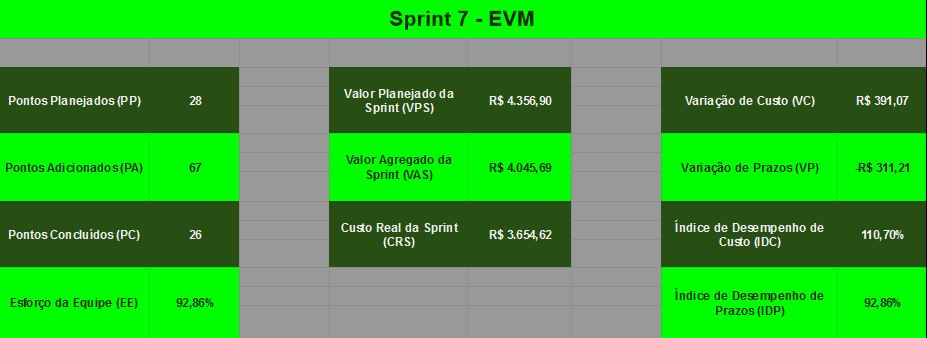 Sprint 7 - EVM
Pontos Planejados (PP) 28
Valor Planejado da
Sprint (VPS) R$ 4.356,90
Variação de Custo (VC) R$ 391,07
Pontos Adicionados (PA) 67
Valor Agregado da
Sprint (VAS) R$ 4.045,69
Variação de Prazos (VP) -R$ 311,21
Pontos Concluídos (PC) 26
Custo Real da Sprint
(CRS) R$ 3.654,62
Índice de Desempenho de
Custo (IDC) 110,70%
Esforço da Equipe (EE) 92,86%
Índice de Desempenho de
Prazos (IDP) 92,86%